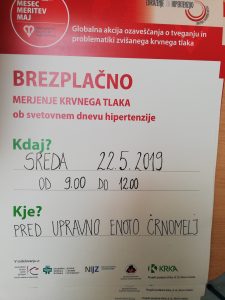 MESEC
MERITEV
MAJ
Globalna akcija ozaveščanja o tveganju in
problematiki zvišanega krvnega tlaka
BREZPLAČNO
MERJENJE KRVNEGA TLAKA
ob svetovnem dnevu hipertenzije
Kdaj?
SREDA 22.5.2019
OD 9.00 DO 12.00
Kje?
PRED UPRAVNO ENOTO ČRNOMELJ
NIJZ
KRKA